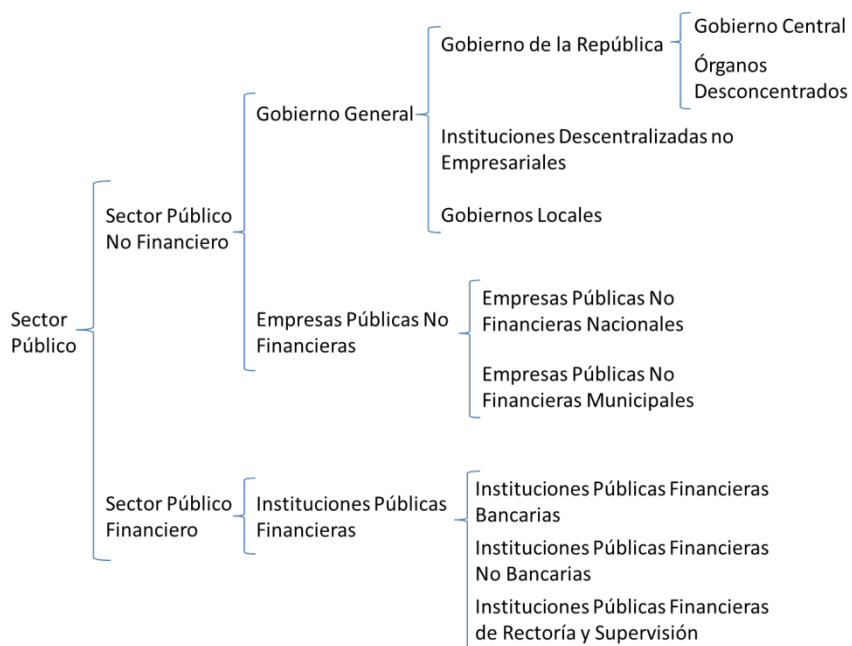 Sector
Público
Sector Público
No Financiero
Gobierno General
Gobierno de la República
Gobierno Central
Órganos
Desconcentrados
Instituciones Descentralizadas no
Empresariales
Gobiernos Locales
Empresas Públicas No
Financieras
Empresas Públicas No
Financieras Nacionales
Empresas Públicas No
Financieras Municipales
Sector Público
Financiero
Instituciones Públicas
Financieras
Instituciones Públicas Financieras
Bancarias
Instituciones Públicas Financieras
No Bancarias
Instituciones Públicas Financieras
de Rectoría y Supervisión